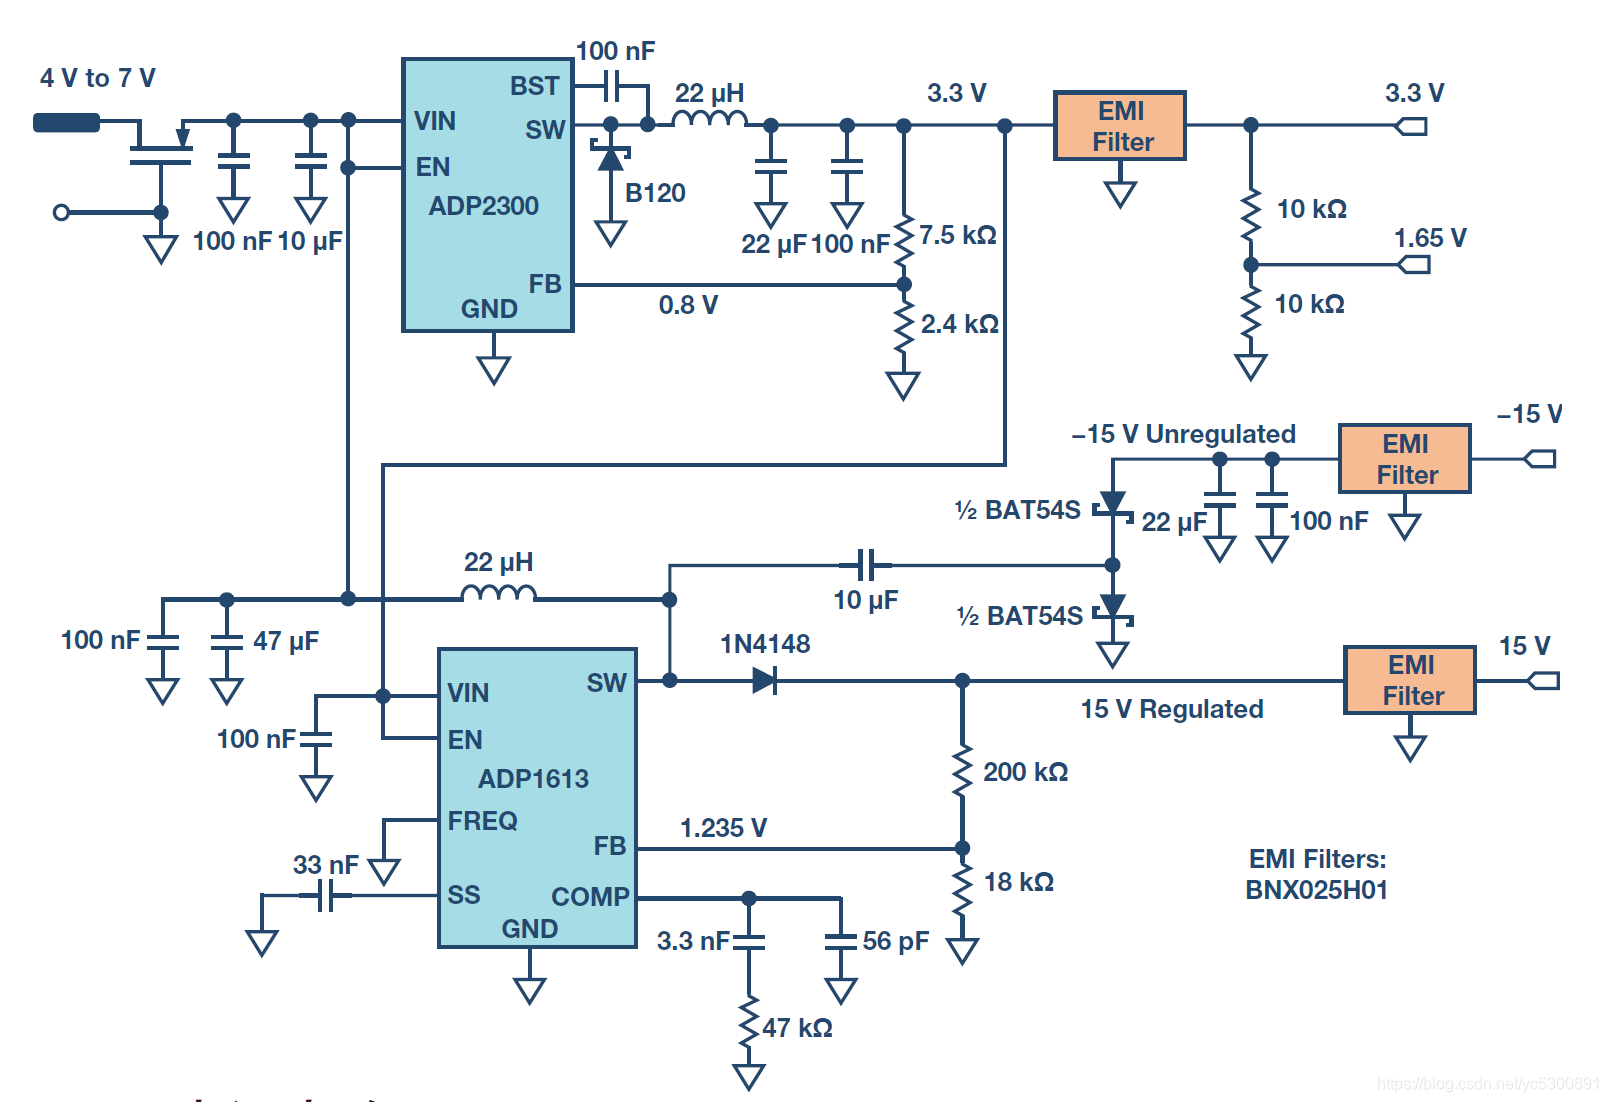 4 V to 7 V
100 nF
BST
22 µH
3.3 V
EMI
Filter
3.3 V
VIN
SW
EN
B120
ADP2300
10 kΩ
100 nF
10 µF
22 µF
100 nF
7.5 kΩ
1.65 V
FB
0.8 V
GND
2.4 kΩ
10 kΩ
–15 V Unregulated
EMI
Filter
–15 V
½ BAT54S
22 µF
100 nF
22 µH
10 µF
½ BAT54S
100 nF
47 µF
1N4148
EMI
Filter
15 V
VIN
SW
15 V Regulated
100 nF
EN
ADP1613
200 kΩ
FREQ
FB
1.235 V
33 nF
SS
COMP
18 kΩ
EMI Filters:
BNX025H01
GND
3.3 nF
56 pF
47 kΩ
https://blog.csdn.net/yc5300891